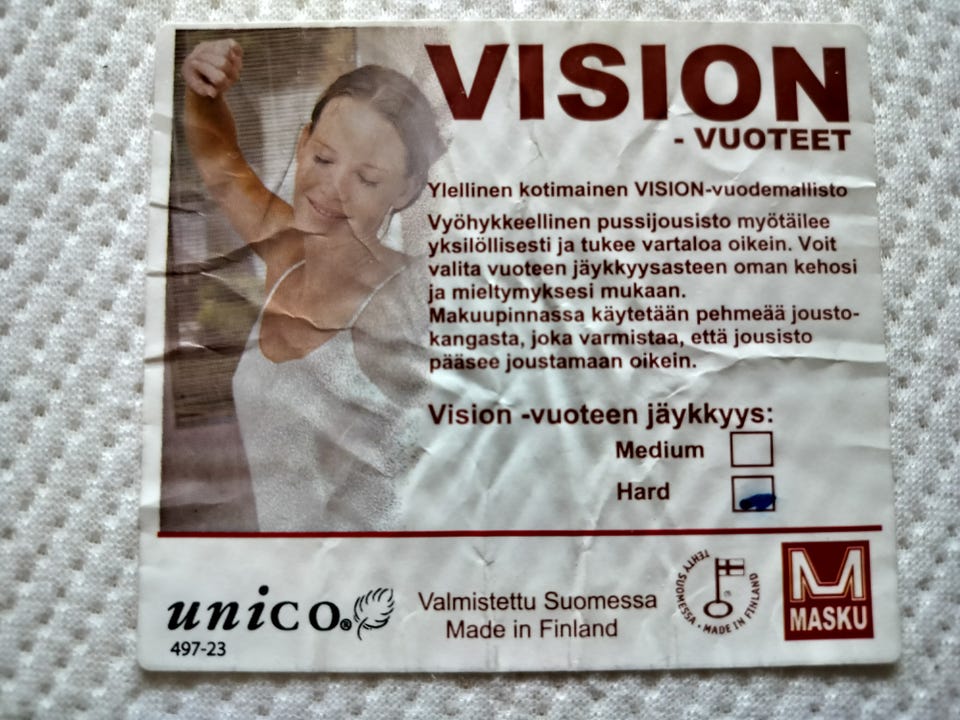 VISION
- VUOTEET
Ylellinen kotimainen VISION-vuodemallisto
Vyöhykkeellinen pussijousisto myötäilee
yksilöllisesti ja tukee vartaloa oikein. Voit
valita vuoteen jäykkyysasteen oman kehosi
ja mieltymyksesi mukaan.
Makuupinnassa käytetään pehmeää jousto-
kangasta, joka varmistaa, että jousisto
pääsee joustamaan oikein.
Vision -vuoteen jäykkyys:
Medium
Hard
unico®
497-23
Valmistettu Suomessa
Made in Finland
TEHTY SUOMESSA • MADE IN FINLAND
M
MASKU